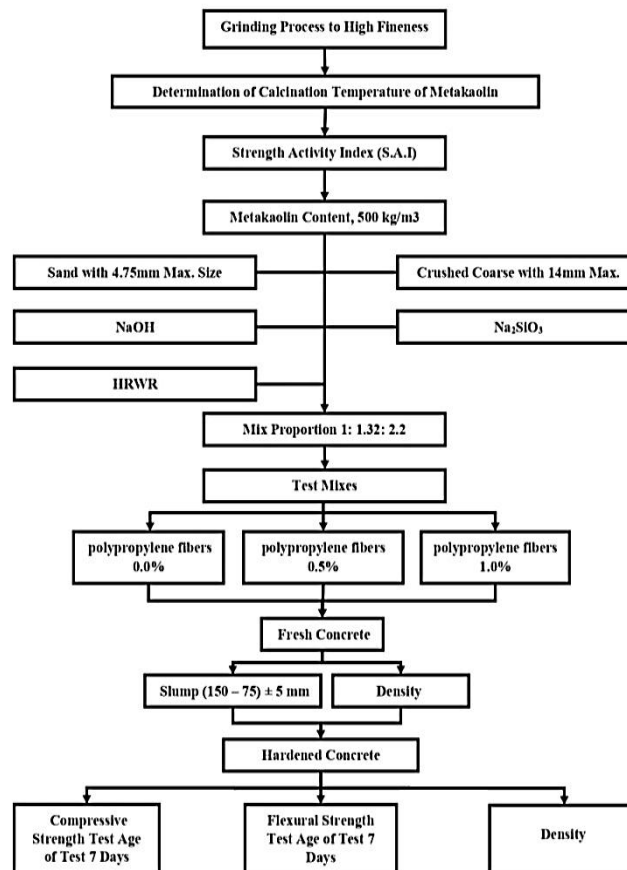 Grinding Process to High Fineness
Determination of Calcination Temperature of Metakaolin
Strength Activity Index (S.A.I)
Metakaolin Content, 500 kg/m3
Sand with 4.75mm Max. Size
Crushed Coarse with 14mm Max.
NaOH
Na₂SiO₃
HRWR
Mix Proportion 1: 1.32: 2.2
Test Mixes
polypropylene fibers
0.0%
polypropylene fibers
0.5%
polypropylene fibers
1.0%
Fresh Concrete
Slump (150 – 75) ± 5 mm
Density
Hardened Concrete
Compressive
Strength Test Age
of Test 7 Days
Flexural Strength
Test Age of Test 7
Days
Density